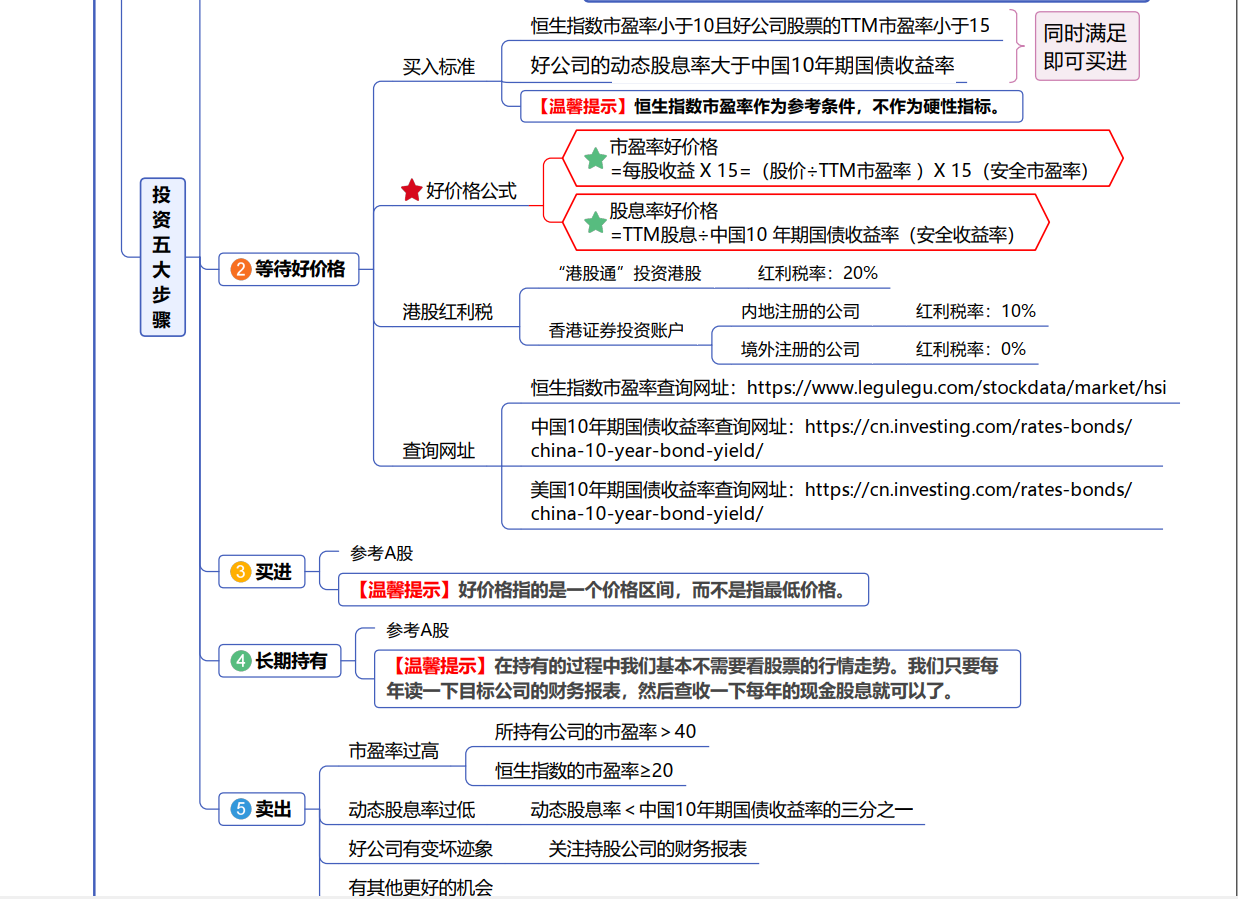 恒生指数市盈率小于10且好公司股票的TTM市盈率小于15
同时满足
即可买进
买入标准
好公司的动态股息率大于中国10年期国债收益率
【温馨提示】恒生指数市盈率作为参考条件，不作为硬性指标。
市盈率好价格
=每股收益 X 15=（股价÷TTM市盈率 ）X 15（安全市盈率）
好价格公式
股息率好价格
=TTM股息÷中国10 年期国债收益率（安全收益率）
投资五大步骤
2 等待好价格
“港股通”投资港股 红利税率：20%
港股红利税
内地注册的公司 红利税率：10%
香港证券投资账户
境外注册的公司 红利税率：0%
恒生指数市盈率查询网址：https://www.legulegu.com/stockdata/market/hsi
中国10年期国债收益率查询网址：https://cn.investing.com/rates-bonds/
china-10-year-bond-yield/
查询网址
美国10年期国债收益率查询网址：https://cn.investing.com/rates-bonds/
china-10-year-bond-yield/
参考A股
3 买进
【温馨提示】好价格指的是一个价格区间，而不是指最低价格。
参考A股
4 长期持有
【温馨提示】在持有的过程中我们基本不需要看股票的行情走势。我们只要每
年读一下目标公司的财务报表，然后查收一下每年的现金股息就可以了。
所持有公司的市盈率＞40
市盈率过高
恒生指数的市盈率≥20
5 卖出
动态股息率过低 动态股息率＜中国10年期国债收益率的三分之一
好公司有变坏迹象 关注持股公司的财务报表
有其他更好的机会